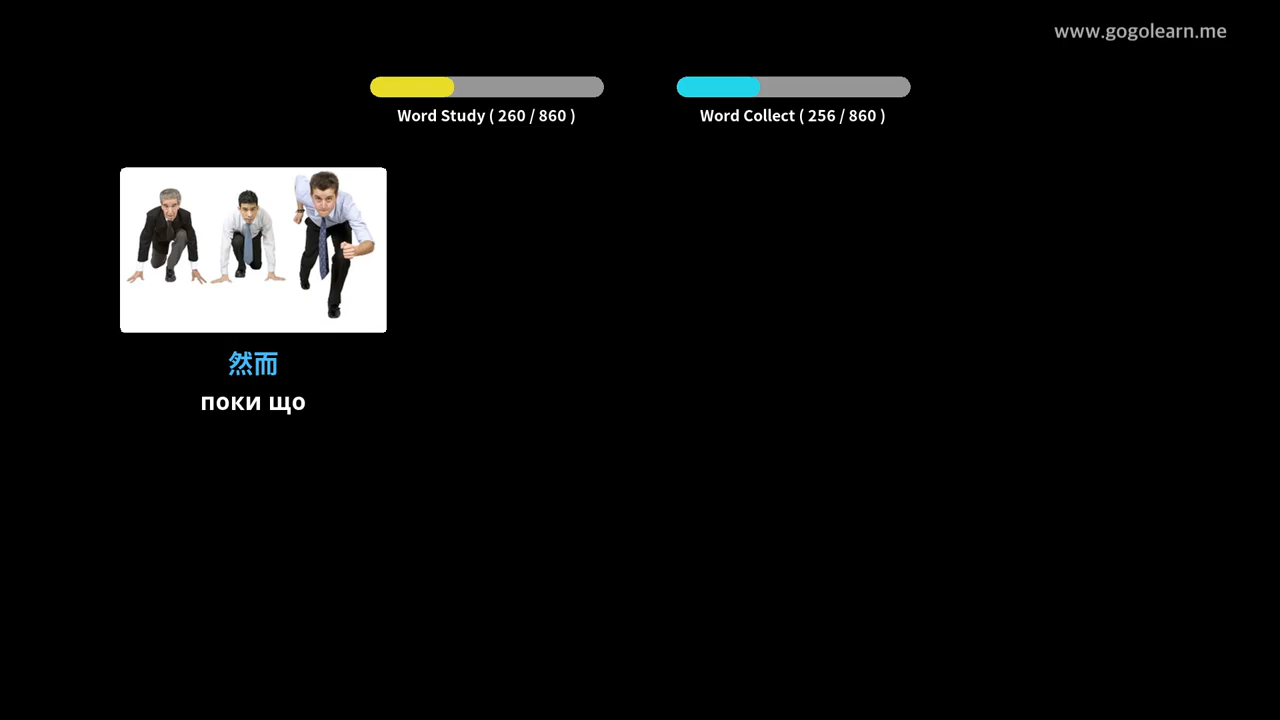 www.gogolearn.me
Word Study ( 260 / 860 )
Word Collect ( 256 / 860 )
然而
поки що